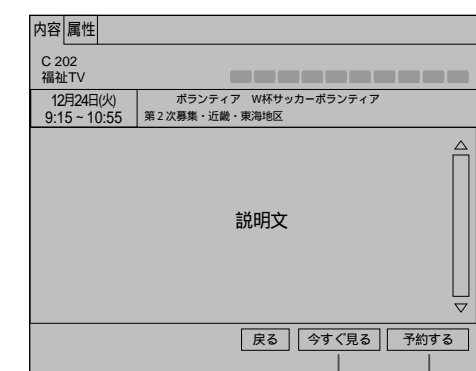 内容 属性
C 202
福祉TV
12月24日(火) ボランティア W杯サッカーボランティア
9:15 ~ 10:55 第2次募集・近畿・東海地区
説明文
戻る 今すぐ見る 予約する